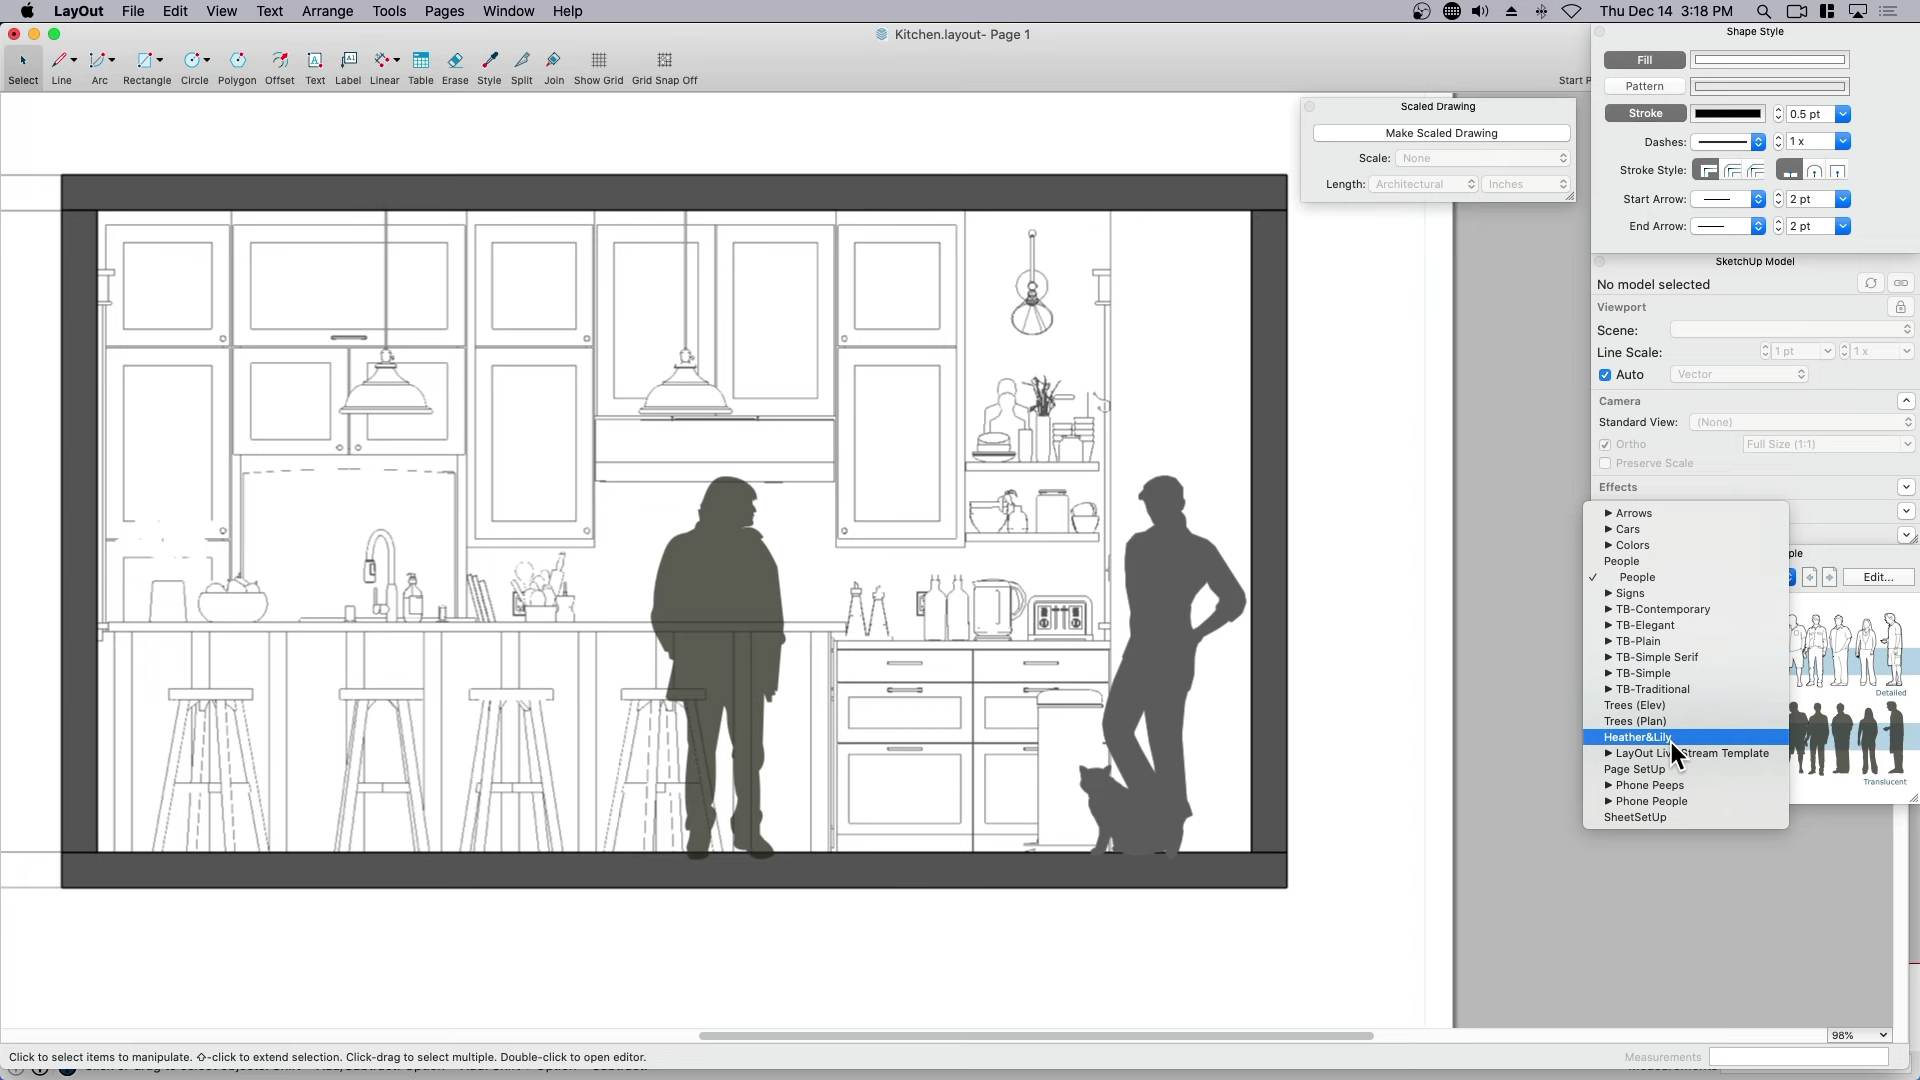 LayOut File Edit View Text Arrange Tools Pages Window Help
Thu Dec 14 3:18 PM
Kitchen.layout- Page 1
Select Line Arc Rectangle Circle Polygon Offset Text Label Linear Table Erase Style Split Join Show Grid Grid Snap Off
Start P
Shape Style
Fill
Pattern
Stroke
0.5 pt
Dashes:
1 x
Stroke Style:
Start Arrow:
2 pt
End Arrow:
2 pt
Scaled Drawing
Make Scaled Drawing
Scale: None
Length: Architectural Inches
SketchUp Model
No model selected
Viewport
Scene:
Line Scale:
1 pt 1 x
Auto Vector
Camera
Standard View: (None)
Ortho Full Size (1:1)
Preserve Scale
Effects
Arrows
Cars
Colors
People
People
Signs
TB-Contemporary
TB-Elegant
TB-Plain
TB-Simple Serif
TB-Simple
TB-Traditional
Trees (Elev)
Trees (Plan)
Heather&Lily
LayOut Li Stream Template
Page SetUp
Phone Peeps
Phone People
SheetSetUp
ple
Edit...
Detailed
Translucent
98%
Click to select items to manipulate. ⇧-click to extend selection. Click-drag to select multiple. Double-click to open editor.
Measurements